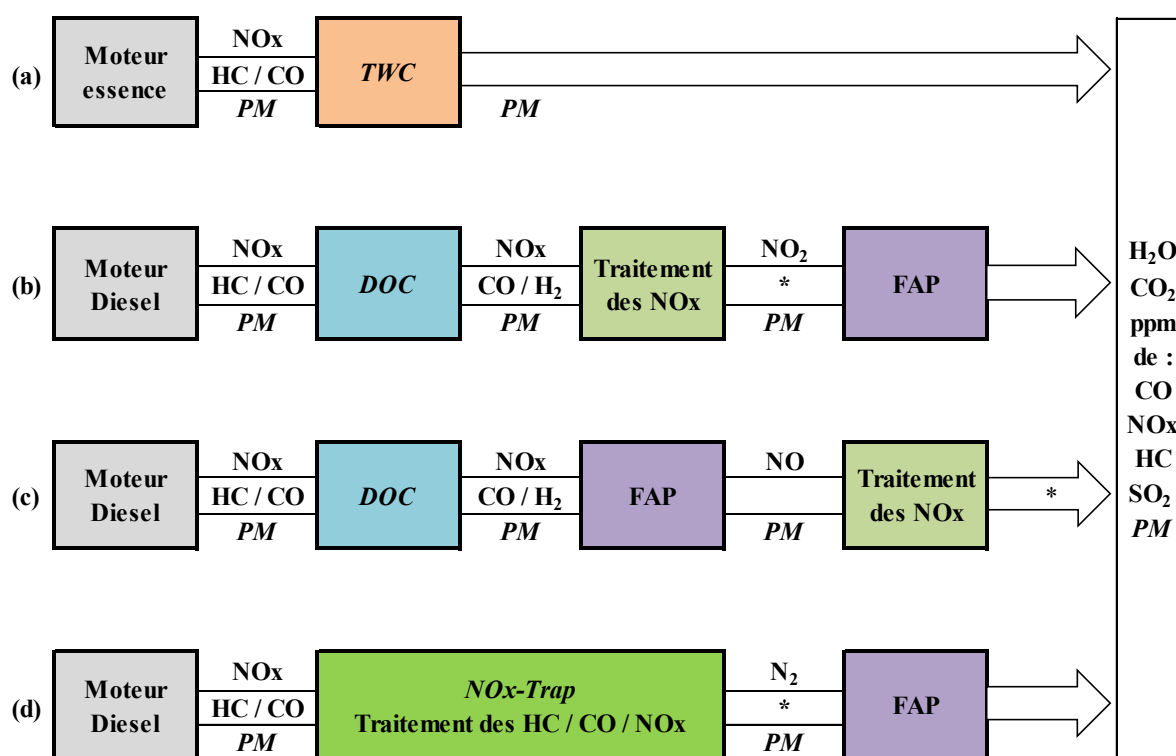 (a)
Moteur
essence
NOx
HC / CO
PM
TWC
PM
(b)
Moteur
Diesel
NOx
HC / CO
PM
DOC
NOx
CO / H₂
PM
Traitement
des NOx
NO₂
*
PM
FAP
(c)
Moteur
Diesel
NOx
HC / CO
PM
DOC
NOx
CO / H₂
PM
FAP
NO
PM
Traitement
des NOx
*
(d)
Moteur
Diesel
NOx
HC / CO
PM
NOx-Trap
Traitement des HC / CO / NOx
N₂
*
PM
FAP
H₂O
CO₂
ppm
de :
CO
NOx
HC
SO₂
PM